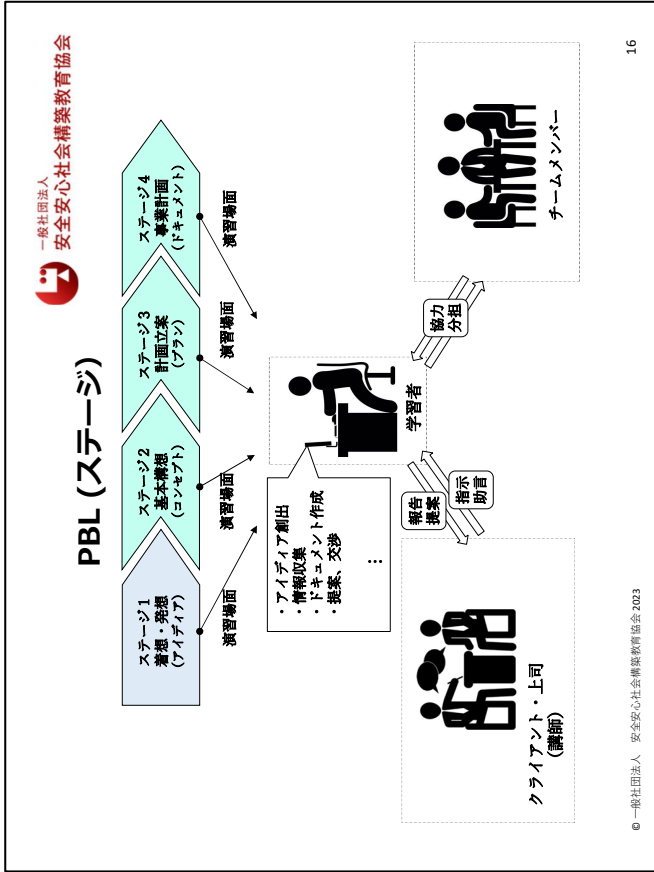 一般社団法人
安全安心社会構築教育協会
PBL (ステージ)
ステージ1
着想・発想
(アイディア)
ステージ2
基本構想
(コンセプト)
ステージ3
計画立案
(プラン)
ステージ4
事業計画
(ドキュメント)
演習場面
演習場面
演習場面
演習場面
・アイディア創出
・情報収集
・ドキュメント作成
・提案、交渉
︙
学習者
報告
提案
指示
助言
協力
分担
クライアント・上司
(講師)
チームメンバー
© 一般社団法人 安全安心社会構築教育協会 2023
16